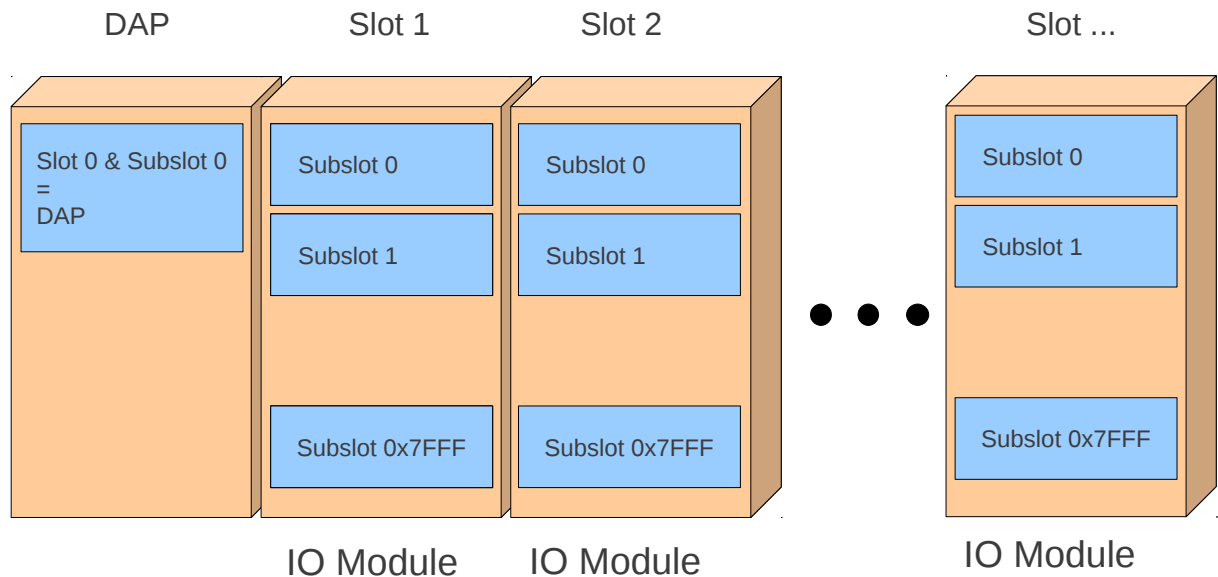 DAP
Slot 1
Slot 2
Slot ...
Slot 0 & Subslot 0
=
DAP
Subslot 0
Subslot 1
Subslot 0x7FFF
Subslot 0
Subslot 1
Subslot 0x7FFF
Subslot 0
Subslot 1
Subslot 0x7FFF
IO Module
IO Module
IO Module